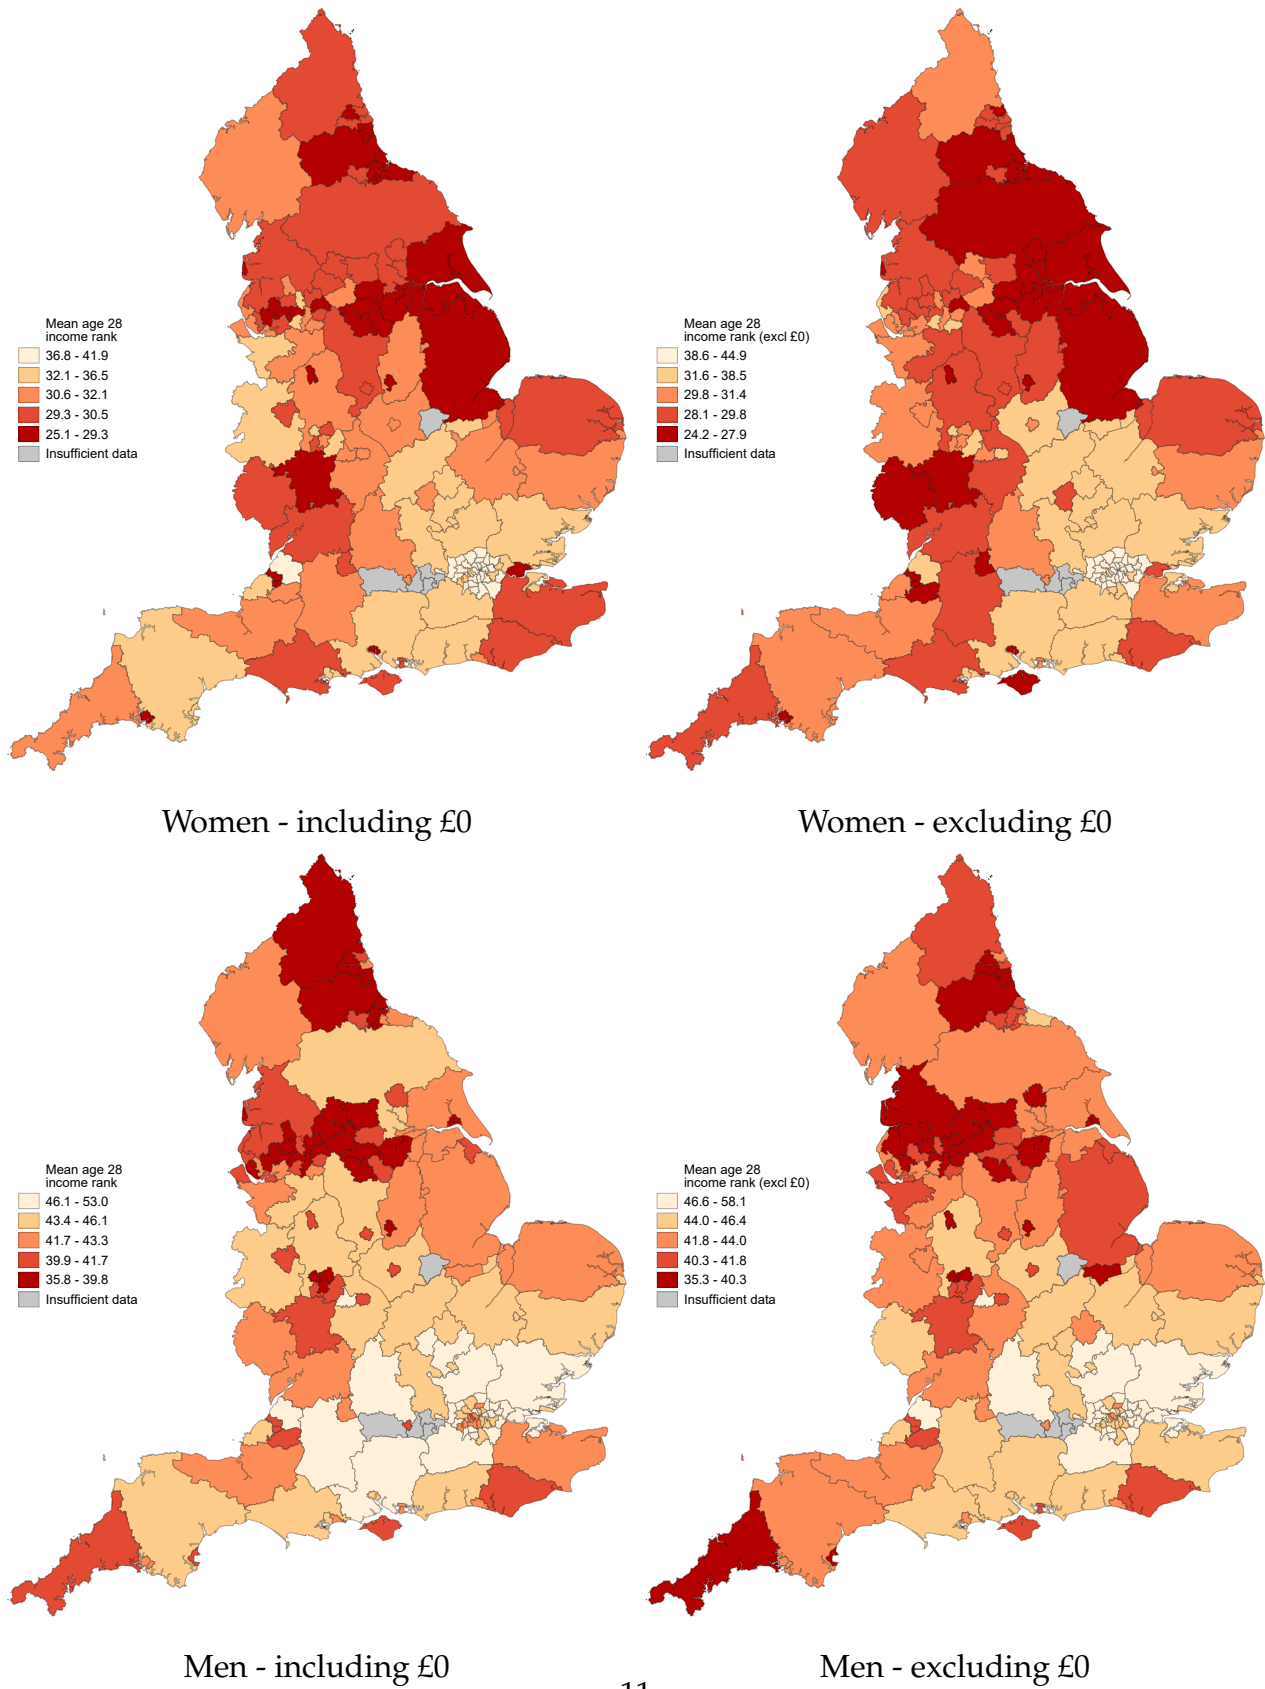 Mean age 28
income rank
36.8 - 41.9
32.1 - 36.5
30.6 - 32.1
29.3 - 30.5
25.1 - 29.3
Insufficient data
Mean age 28
income rank (excl £0)
38.6 - 44.9
31.6 - 38.5
29.8 - 31.4
28.1 - 29.8
24.2 - 27.9
Insufficient data
Women - including £0
Women - excluding £0
Mean age 28
income rank
46.1 - 53.0
43.4 - 46.1
41.7 - 43.3
39.9 - 41.7
35.8 - 39.8
Insufficient data
Mean age 28
income rank (excl £0)
46.6 - 58.1
44.0 - 46.4
41.8 - 44.0
40.3 - 41.8
35.3 - 40.3
Insufficient data
Men - including £0
Men - excluding £0
11